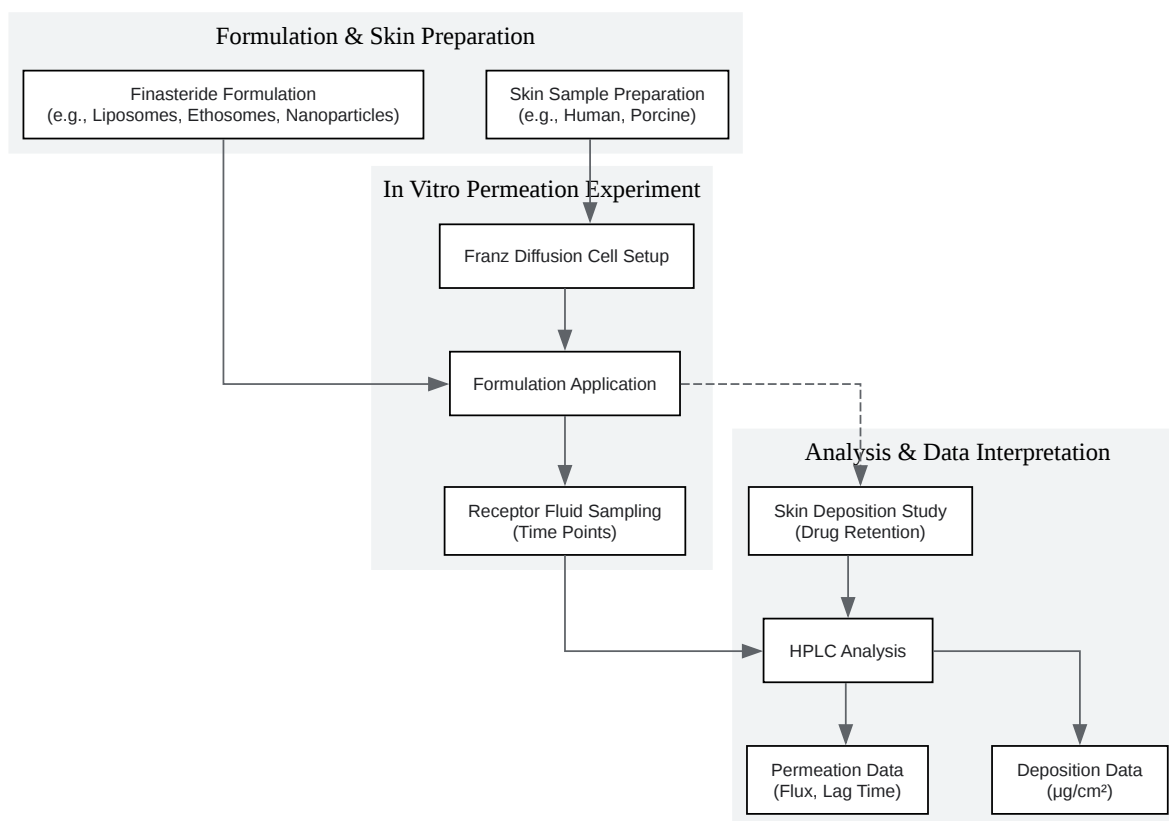 Formulation & Skin Preparation
Finasteride Formulation
(e.g., Liposomes, Ethosomes, Nanoparticles)
Skin Sample Preparation
(e.g., Human, Porcine)
In Vitro Permeation Experiment
Franz Diffusion Cell Setup
Formulation Application
Receptor Fluid Sampling
(Time Points)
Analysis & Data Interpretation
Skin Deposition Study
(Drug Retention)
HPLC Analysis
Permeation Data
(Flux, Lag Time)
Deposition Data
(μg/cm²)